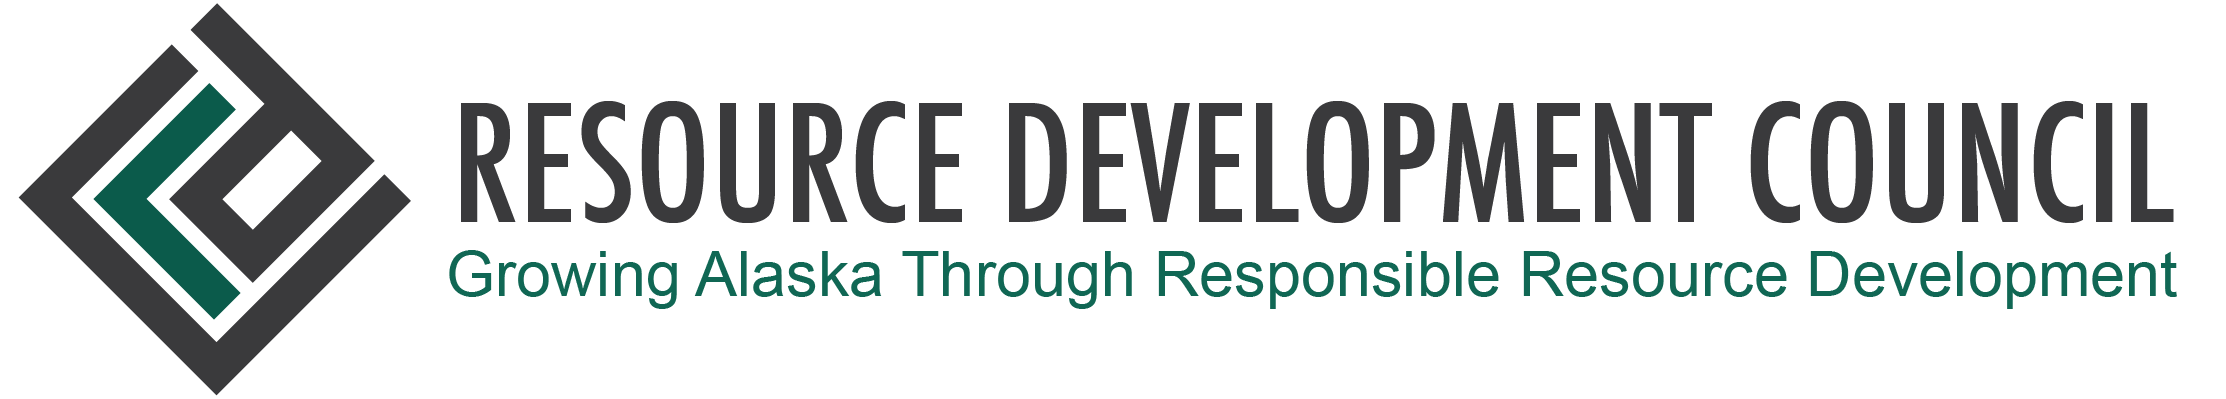 RESOURCE DEVELOPMENT COUNCIL
Growing Alaska Through Responsible Resource Development